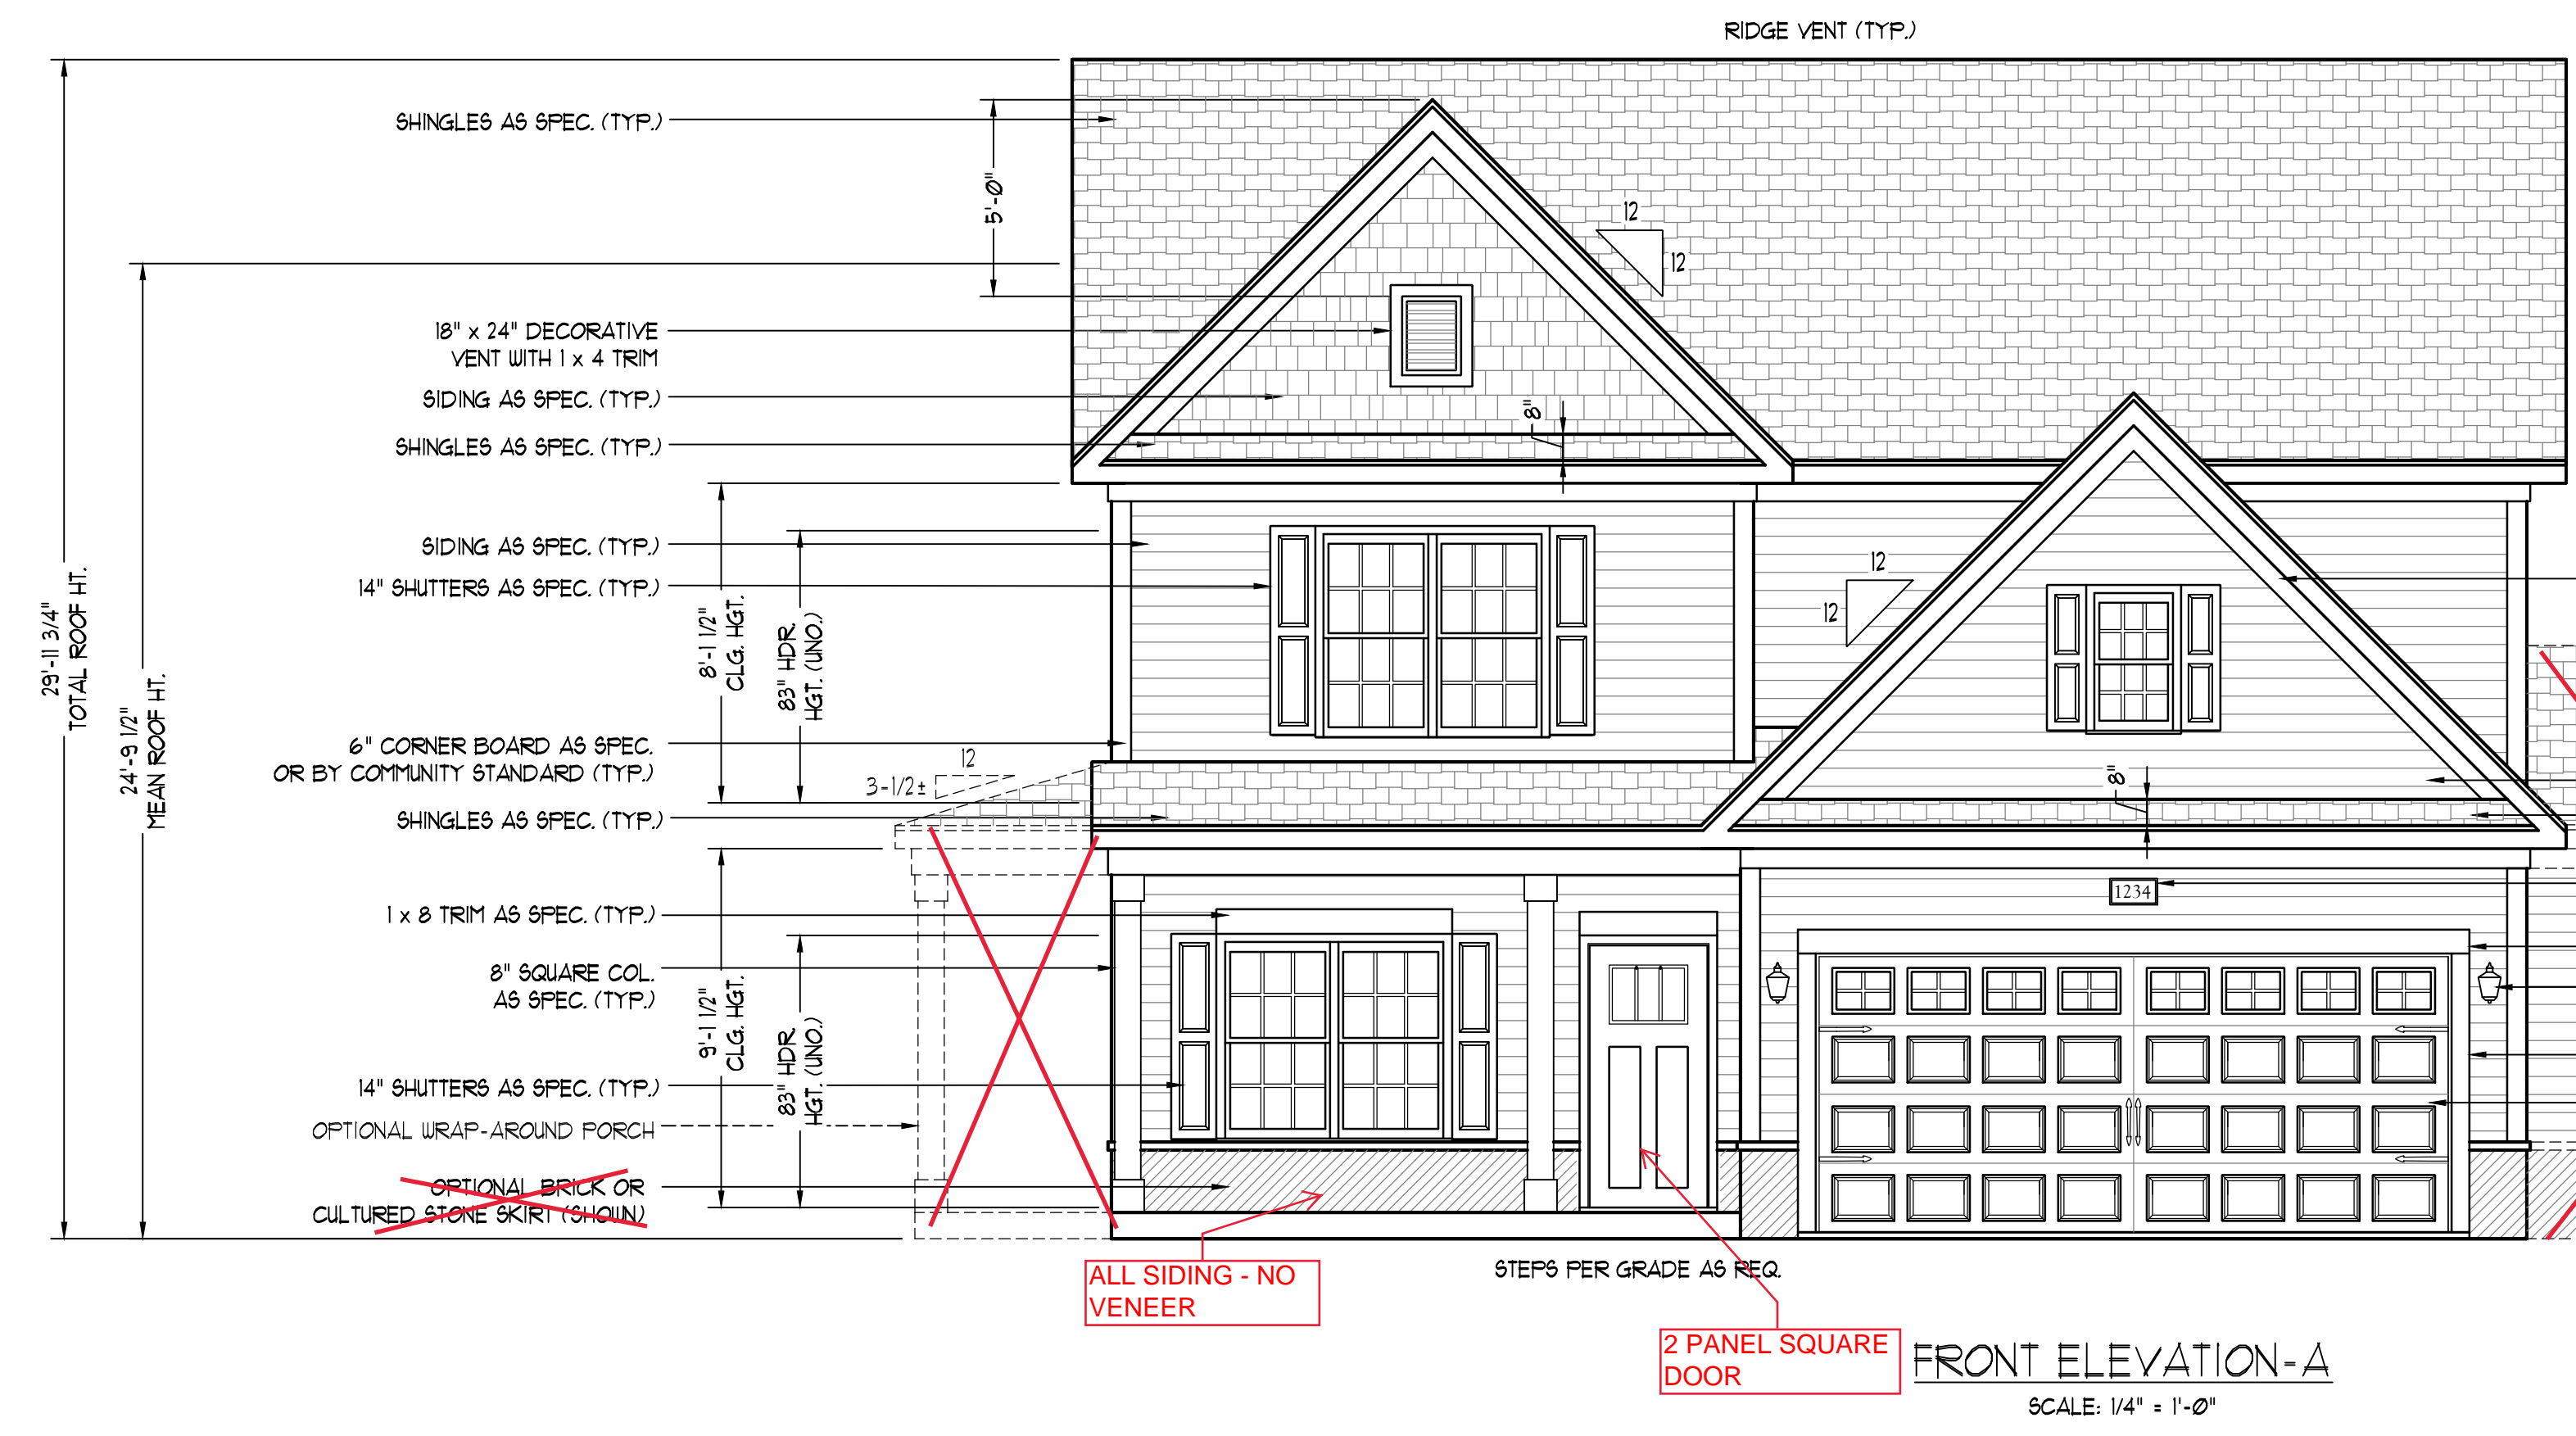 RIDGE VENT (TYP.)
SHINGLES AS SPEC. (TYP.)
5'-0"
12
12
18" x 24" DECORATIVE
VENT WITH 1 x 4 TRIM
SIDING AS SPEC. (TYP.)
8"
SHINGLES AS SPEC. (TYP.)
SIDING AS SPEC. (TYP.)
14" SHUTTERS AS SPEC. (TYP.)
12
12
29'-11 3/4"
TOTAL ROOF HT.
24'-9 1/2"
MEAN ROOF HT.
8'-1 1/2"
CLG. HGT.
83" HDR.
HGT. (UNO.)
6" CORNER BOARD AS SPEC.
OR BY COMMUNITY STANDARD (TYP.)
12
3-1/2±
8"
SHINGLES AS SPEC. (TYP.)
1234
1 x 8 TRIM AS SPEC. (TYP.)
8" SQUARE COL.
AS SPEC. (TYP.)
9'-1 1/2"
CLG. HGT.
83" HDR.
HGT. (UNO.)
14" SHUTTERS AS SPEC. (TYP.)
OPTIONAL WRAP-AROUND PORCH
OPTIONAL BRICK OR
CULTURED STONE SKIRT (SHOWN)
ALL SIDING - NO
VENEER
STEPS PER GRADE AS REQ.
2 PANEL SQUARE
DOOR
FRONT ELEVATION-A
SCALE: 1/4" = 1'-0"